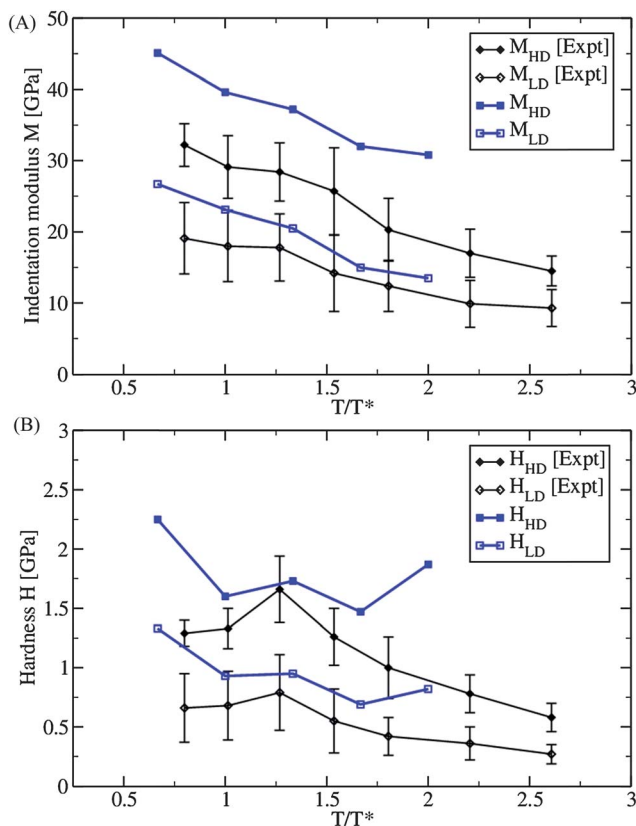 (A)
50
40
30
20
10
0
Indentation modulus M [GPa]
M_HD [Expt]
M_LD [Expt]
M_HD
M_LD
0.5 1 1.5 2 2.5 3
T/T*
(B)
3
2.5
2
1.5
1
0.5
0
Hardness H [GPa]
H_HD [Expt]
H_LD [Expt]
H_HD
H_LD
0.5 1 1.5 2 2.5 3
T/T*